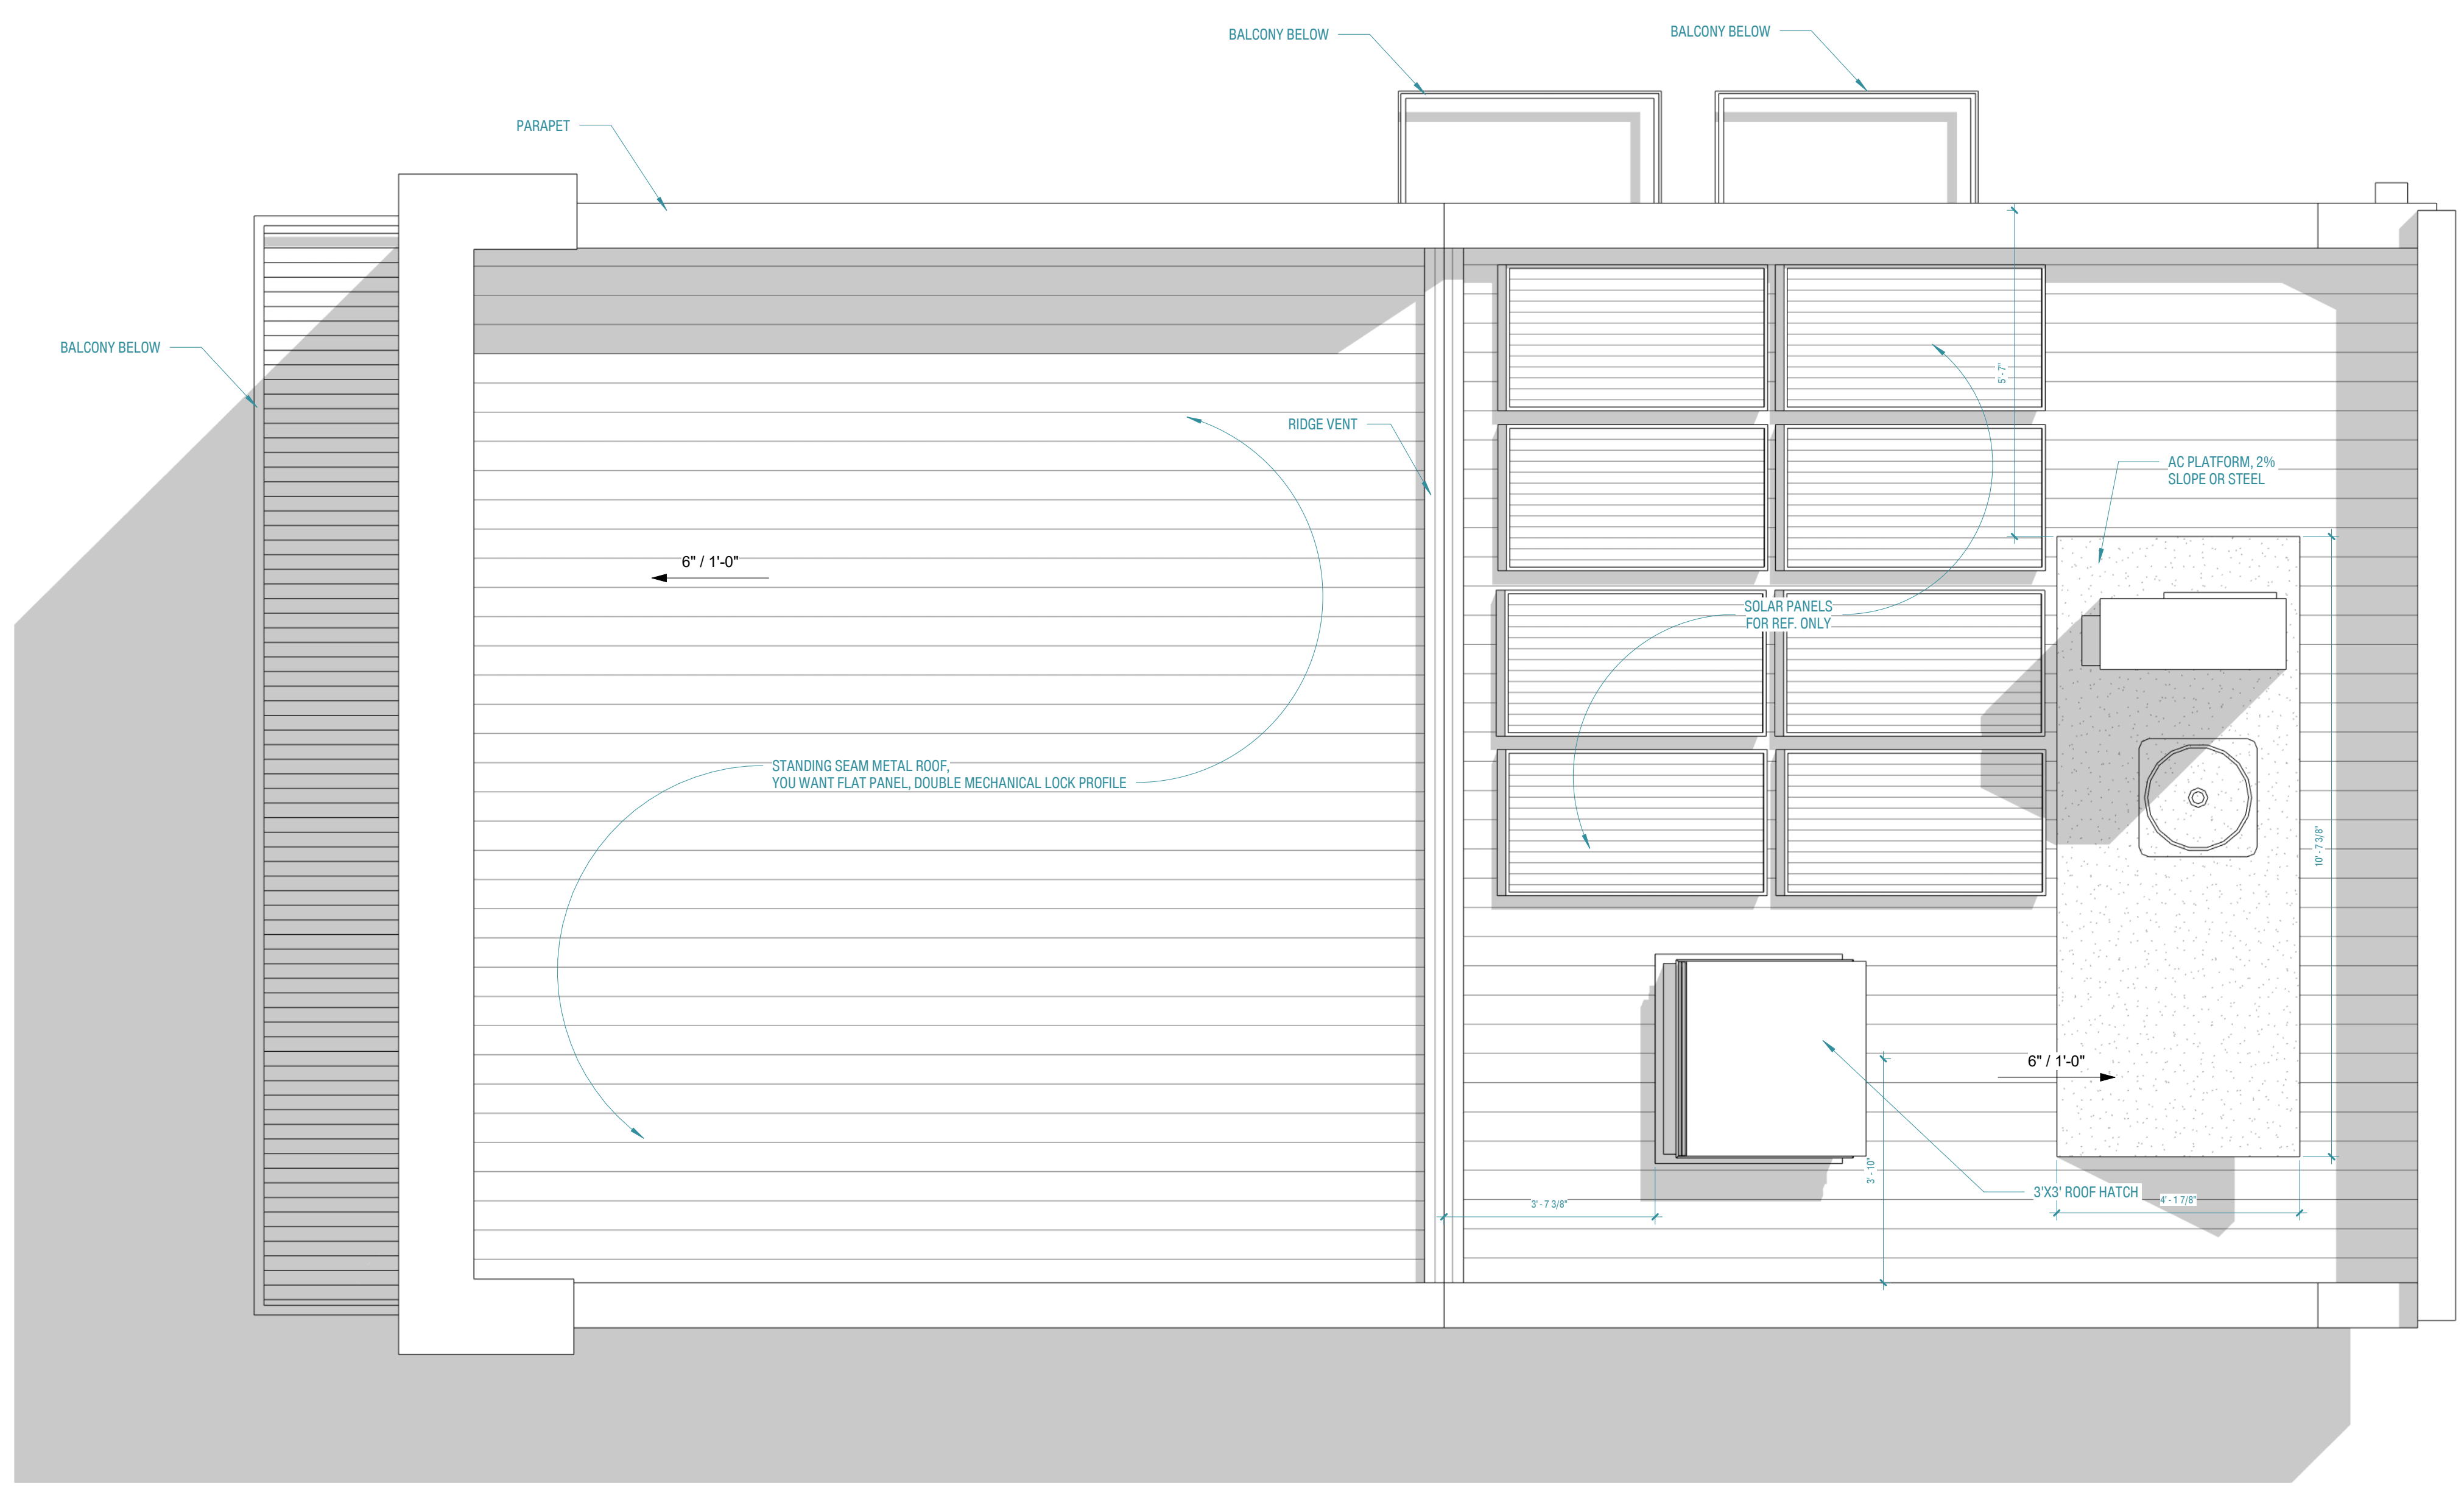 BALCONY BELOW
BALCONY BELOW
PARAPET
BALCONY BELOW
5' - 7"
RIDGE VENT
AC PLATFORM, 2%
SLOPE OR STEEL
6" / 1'-0"
SOLAR PANELS
FOR REF. ONLY
STANDING SEAM METAL ROOF,
YOU WANT FLAT PANEL, DOUBLE MECHANICAL LOCK PROFILE
10' - 7 3/8"
6" / 1'-0"
3' - 10"
3'X3' ROOF HATCH
4' - 1 7/8"
3' - 7 3/8"